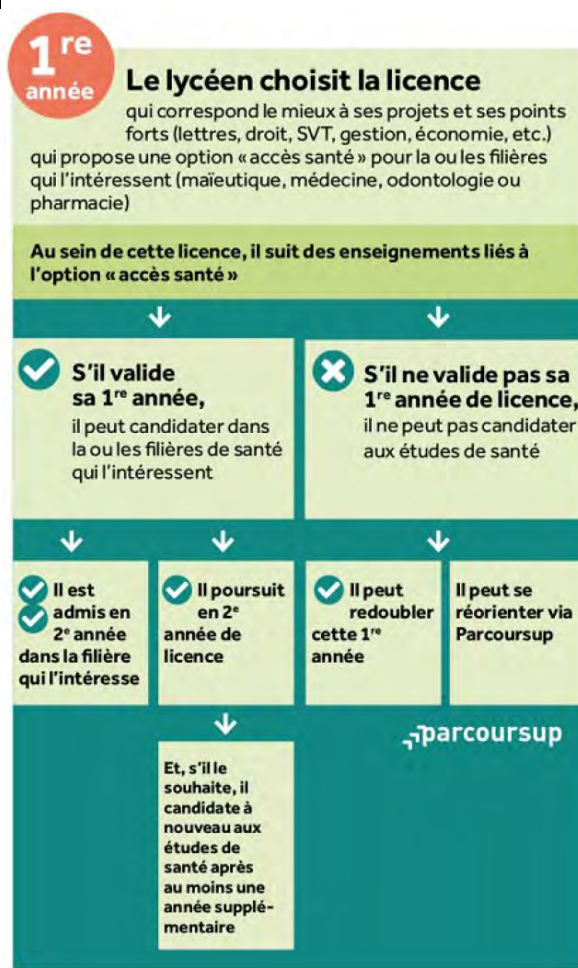 1re
année
Le lycéen choisit la licence
qui correspond le mieux à ses projets et ses points
forts (lettres, droit, SVT, gestion, économie, etc.)
qui propose une option « accès santé » pour la ou les filières
qui l'intéressent (maïeutique, médecine, odontologie ou
pharmacie)
Au sein de cette licence, il suit des enseignements liés à
l'option « accès santé »
S'il valide
sa 1re année,
il peut candidater dans
la ou les filières de santé
qui l'intéressent
S'il ne valide pas sa
1re année de licence,
il ne peut pas candidater
aux études de santé
Il est
admis en
2e année
dans la filière
qui l'intéresse
Il poursuit
en 2e
année de
licence
Il peut
redoubler
cette 1re
année
Il peut se
réorienter via
Parcoursup
parcoursup
Et, s'il le
souhaite, il
candidate à
nouveau aux
études de
santé après
au moins une
année supplé-
mentaire